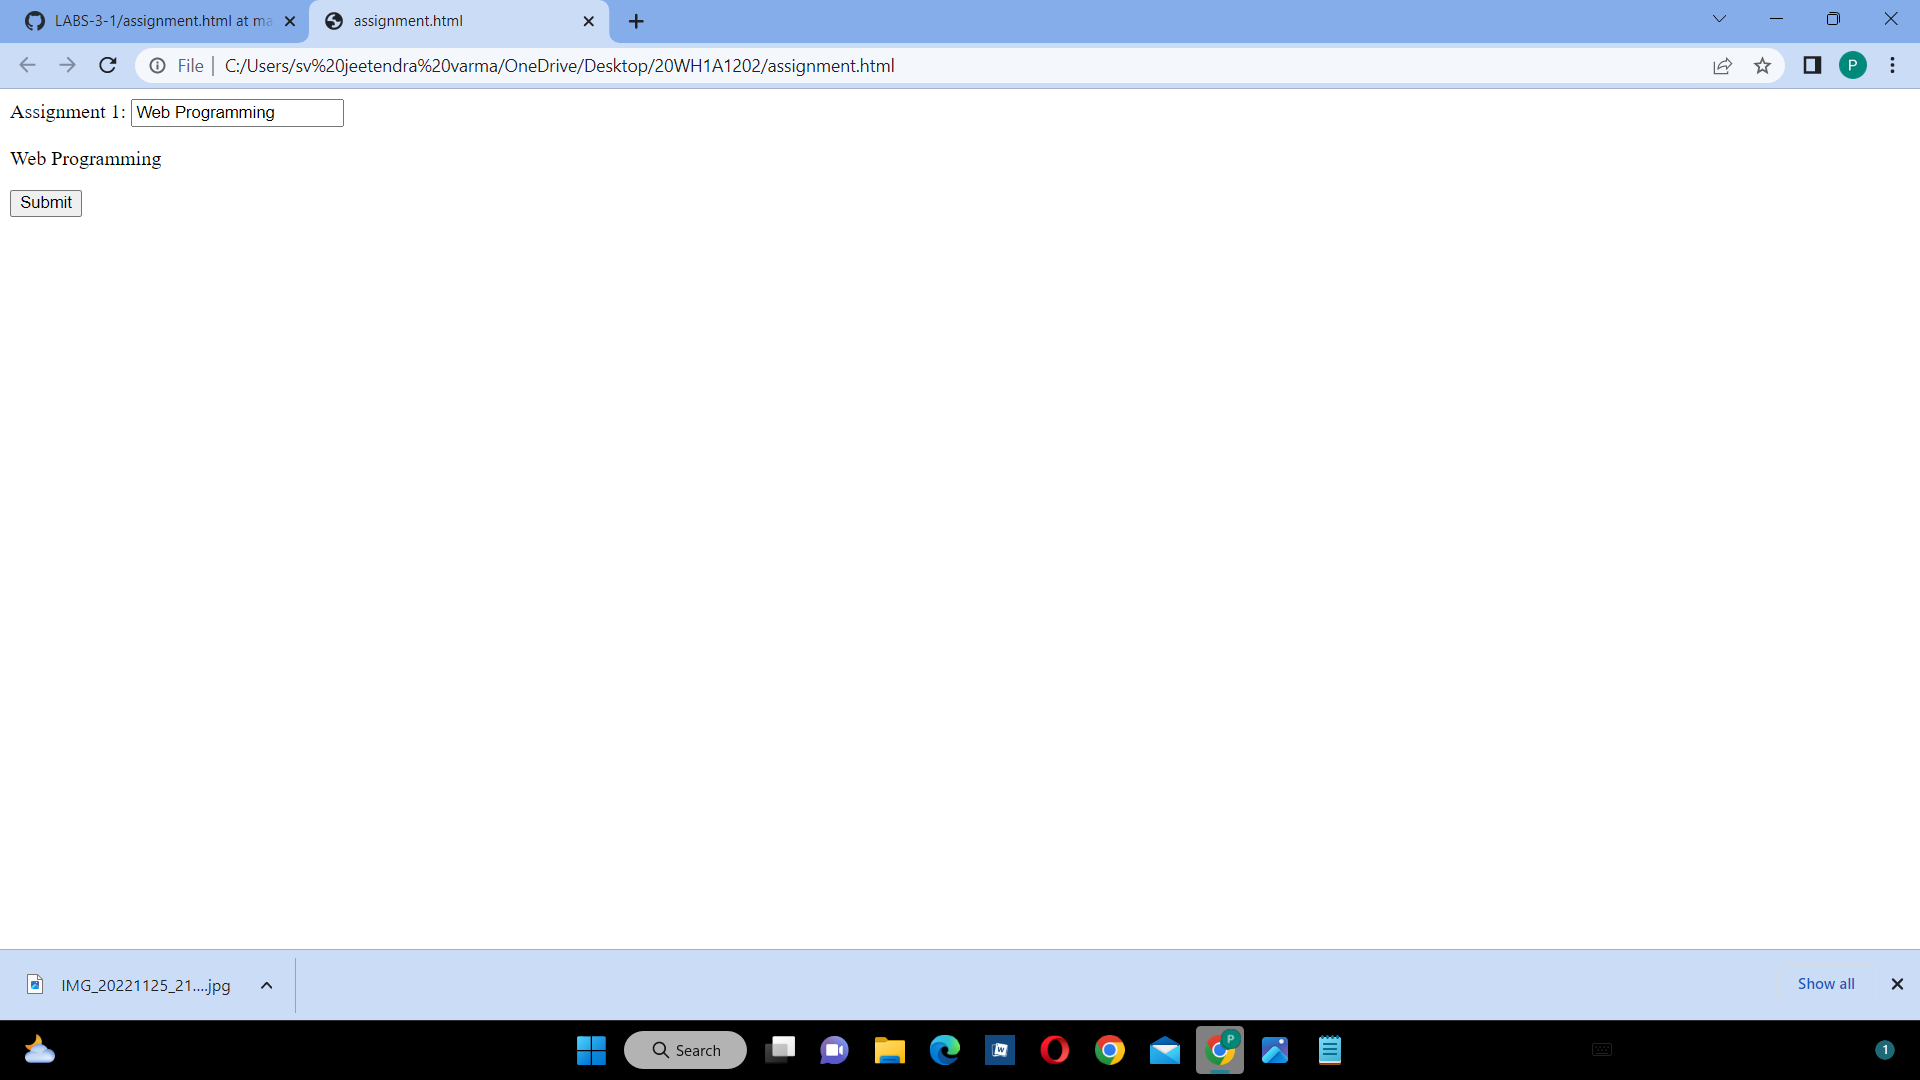 LABS-3-1/assignment.html at ma
assignment.html
File
C:/Users/sv%20jeetendra%20varma/OneDrive/Desktop/20WH1A1202/assignment.html
P
Assignment 1: Web Programming
Web Programming
Submit
IMG_20221125_21....jpg
Show all
Search
W
P
1